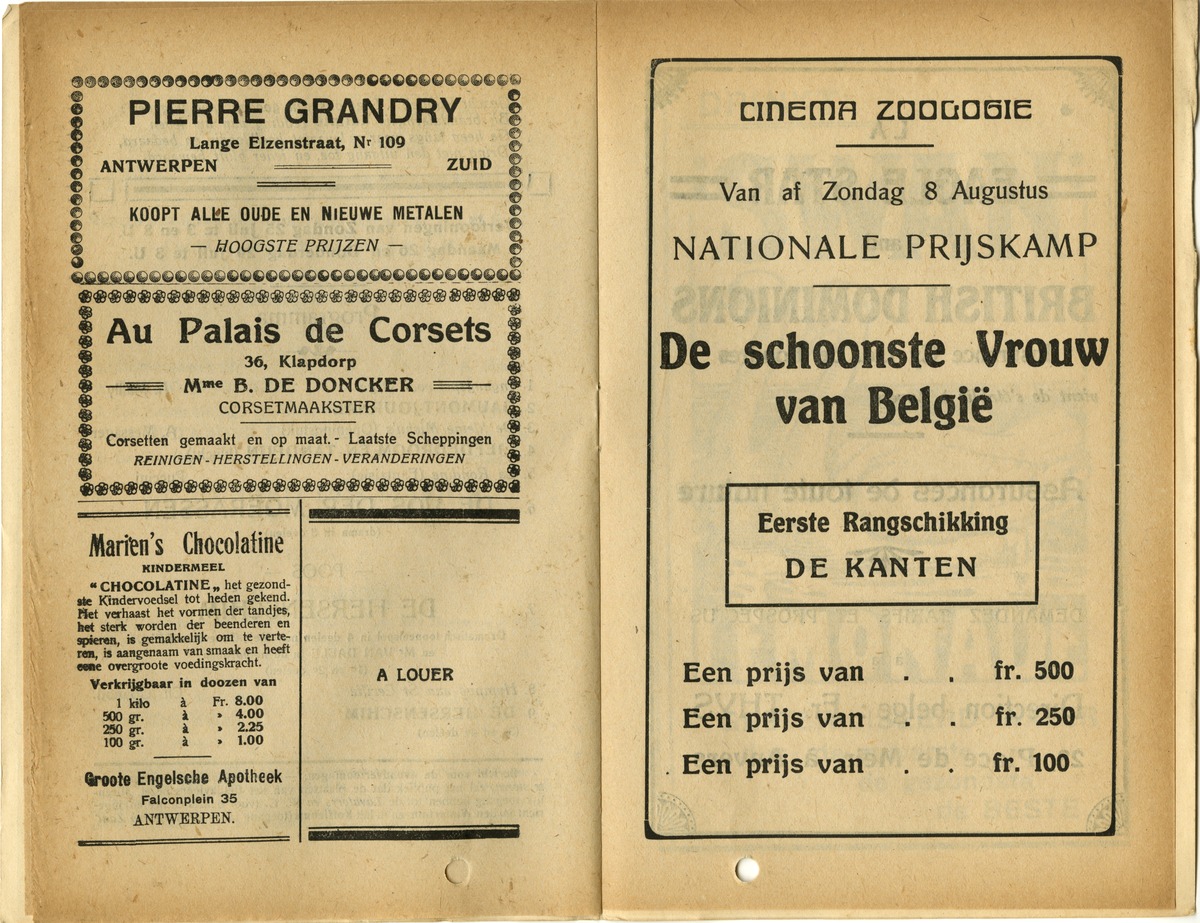 PIERRE GRANDRY
Lange Elzenstraat, Nr 109
ANTWERPEN ZUID
KOOPT ALLE OUDE EN NIEUWE METALEN
— HOOGSTE PRIJZEN —
Au Palais de Corsets
36, Klapdorp
Mme B. DE DONCKER
CORSETMAAKSTER
Corsetten gemaakt en op maat. - Laatste Scheppingen
REINIGEN - HERSTELLINGEN - VERANDERINGEN
Mariën's Chocolatine
KINDERMEEL
“ CHOCOLATINE „ het gezond-
ste Kindervoedsel tot heden gekend.
Het verhaast het vormen der tandjes,
het sterk worden der beenderen en
spieren, is gemakkelijk om te verte-
ren, is aangenaam van smaak en heeft
eene overgroote voedingskracht.
Verkrijgbaar in doozen van
1 kilo à Fr. 8.00
500 gr. à » 4.00
250 gr. à » 2.25
100 gr. à » 1.00
Groote Engelsche Apotheek
Falconplein 35
ANTWERPEN.
A LOUER
CINEMA ZOOLOGIE
Van af Zondag 8 Augustus
NATIONALE PRIJSKAMP
De schoonste Vrouw
van België
Eerste Rangschikking
DE KANTEN
Een prijs van . . fr. 500
Een prijs van . . fr. 250
Een prijs van . . fr. 100